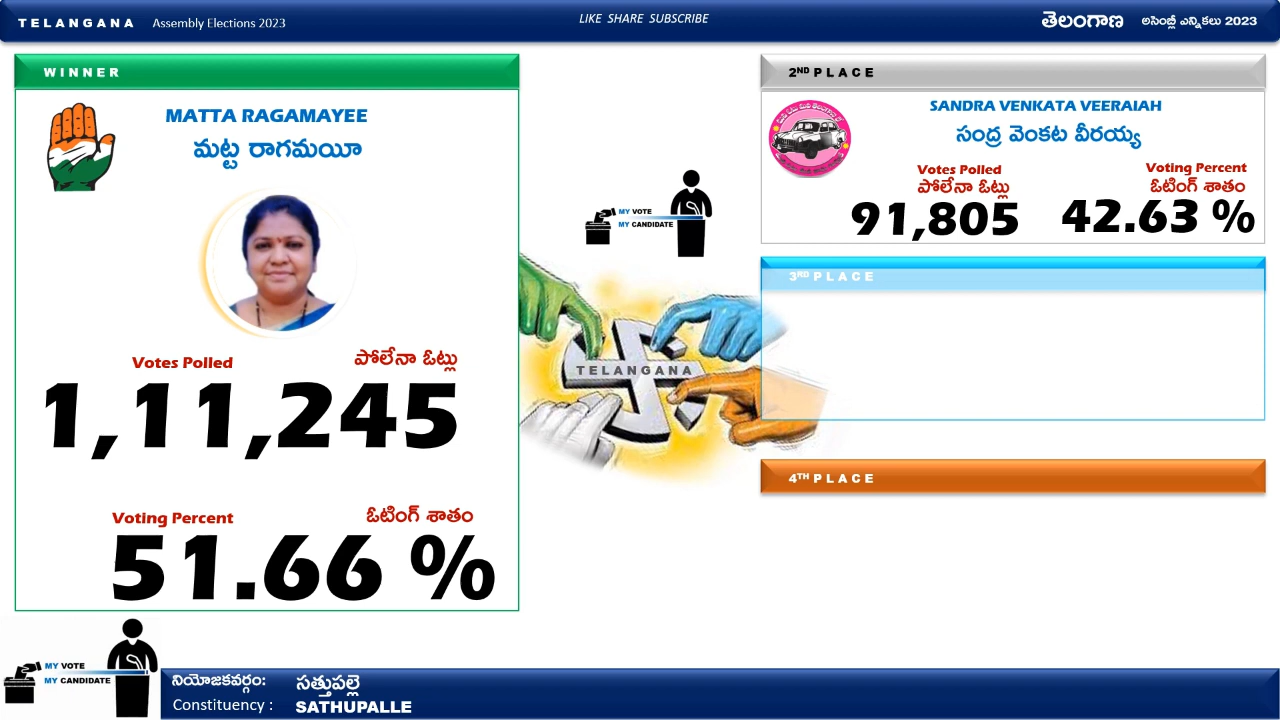 TELANGANA Assembly Elections 2023
LIKE SHARE SUBSCRIBE
తెలంగాణ అసెంబ్లీ ఎన్నికలు 2023
WINNER
MATTA RAGAMAYEE
మట్ట రాగమయీ
Votes Polled పోలేనా ఓట్లు
1,11,245
Voting Percent ఓటింగ్ శాతం
51.66 %
MY VOTE
MY CANDIDATE
TELANGANA
2ND PLACE
SANDRA VENKATA VEERAIAH
సంద్ర వెంకట వీరయ్య
Votes Polled Voting Percent
పోలేనా ఓట్లు ఓటింగ్ శాతం
91,805 42.63 %
3RD PLACE
4TH PLACE
MY VOTE
MY CANDIDATE
నియోజకవర్గం: సత్తుపల్లె
Constituency : SATHUPALLE